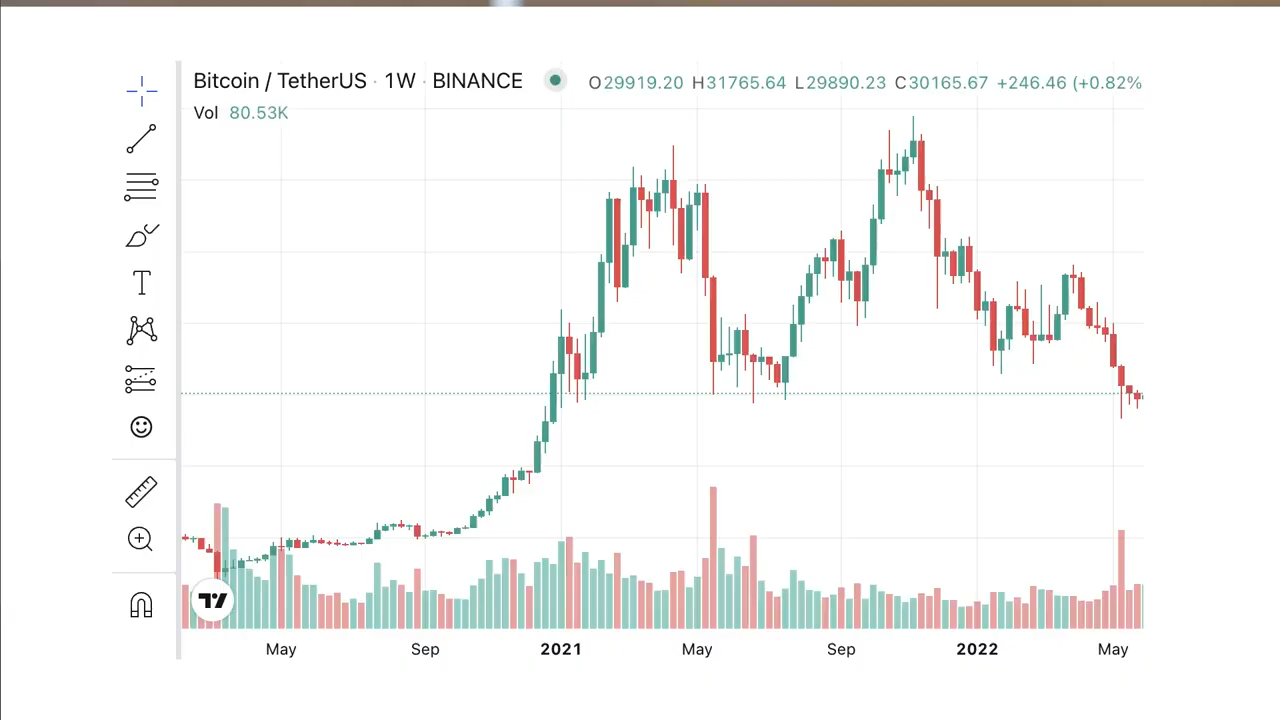 Bitcoin / TetherUS · 1W · BINANCE O29919.20 H31765.64 L29890.23 C30165.67 +246.46 (+0.82%
Vol 80.53K
May Sep 2021 May Sep 2022 May